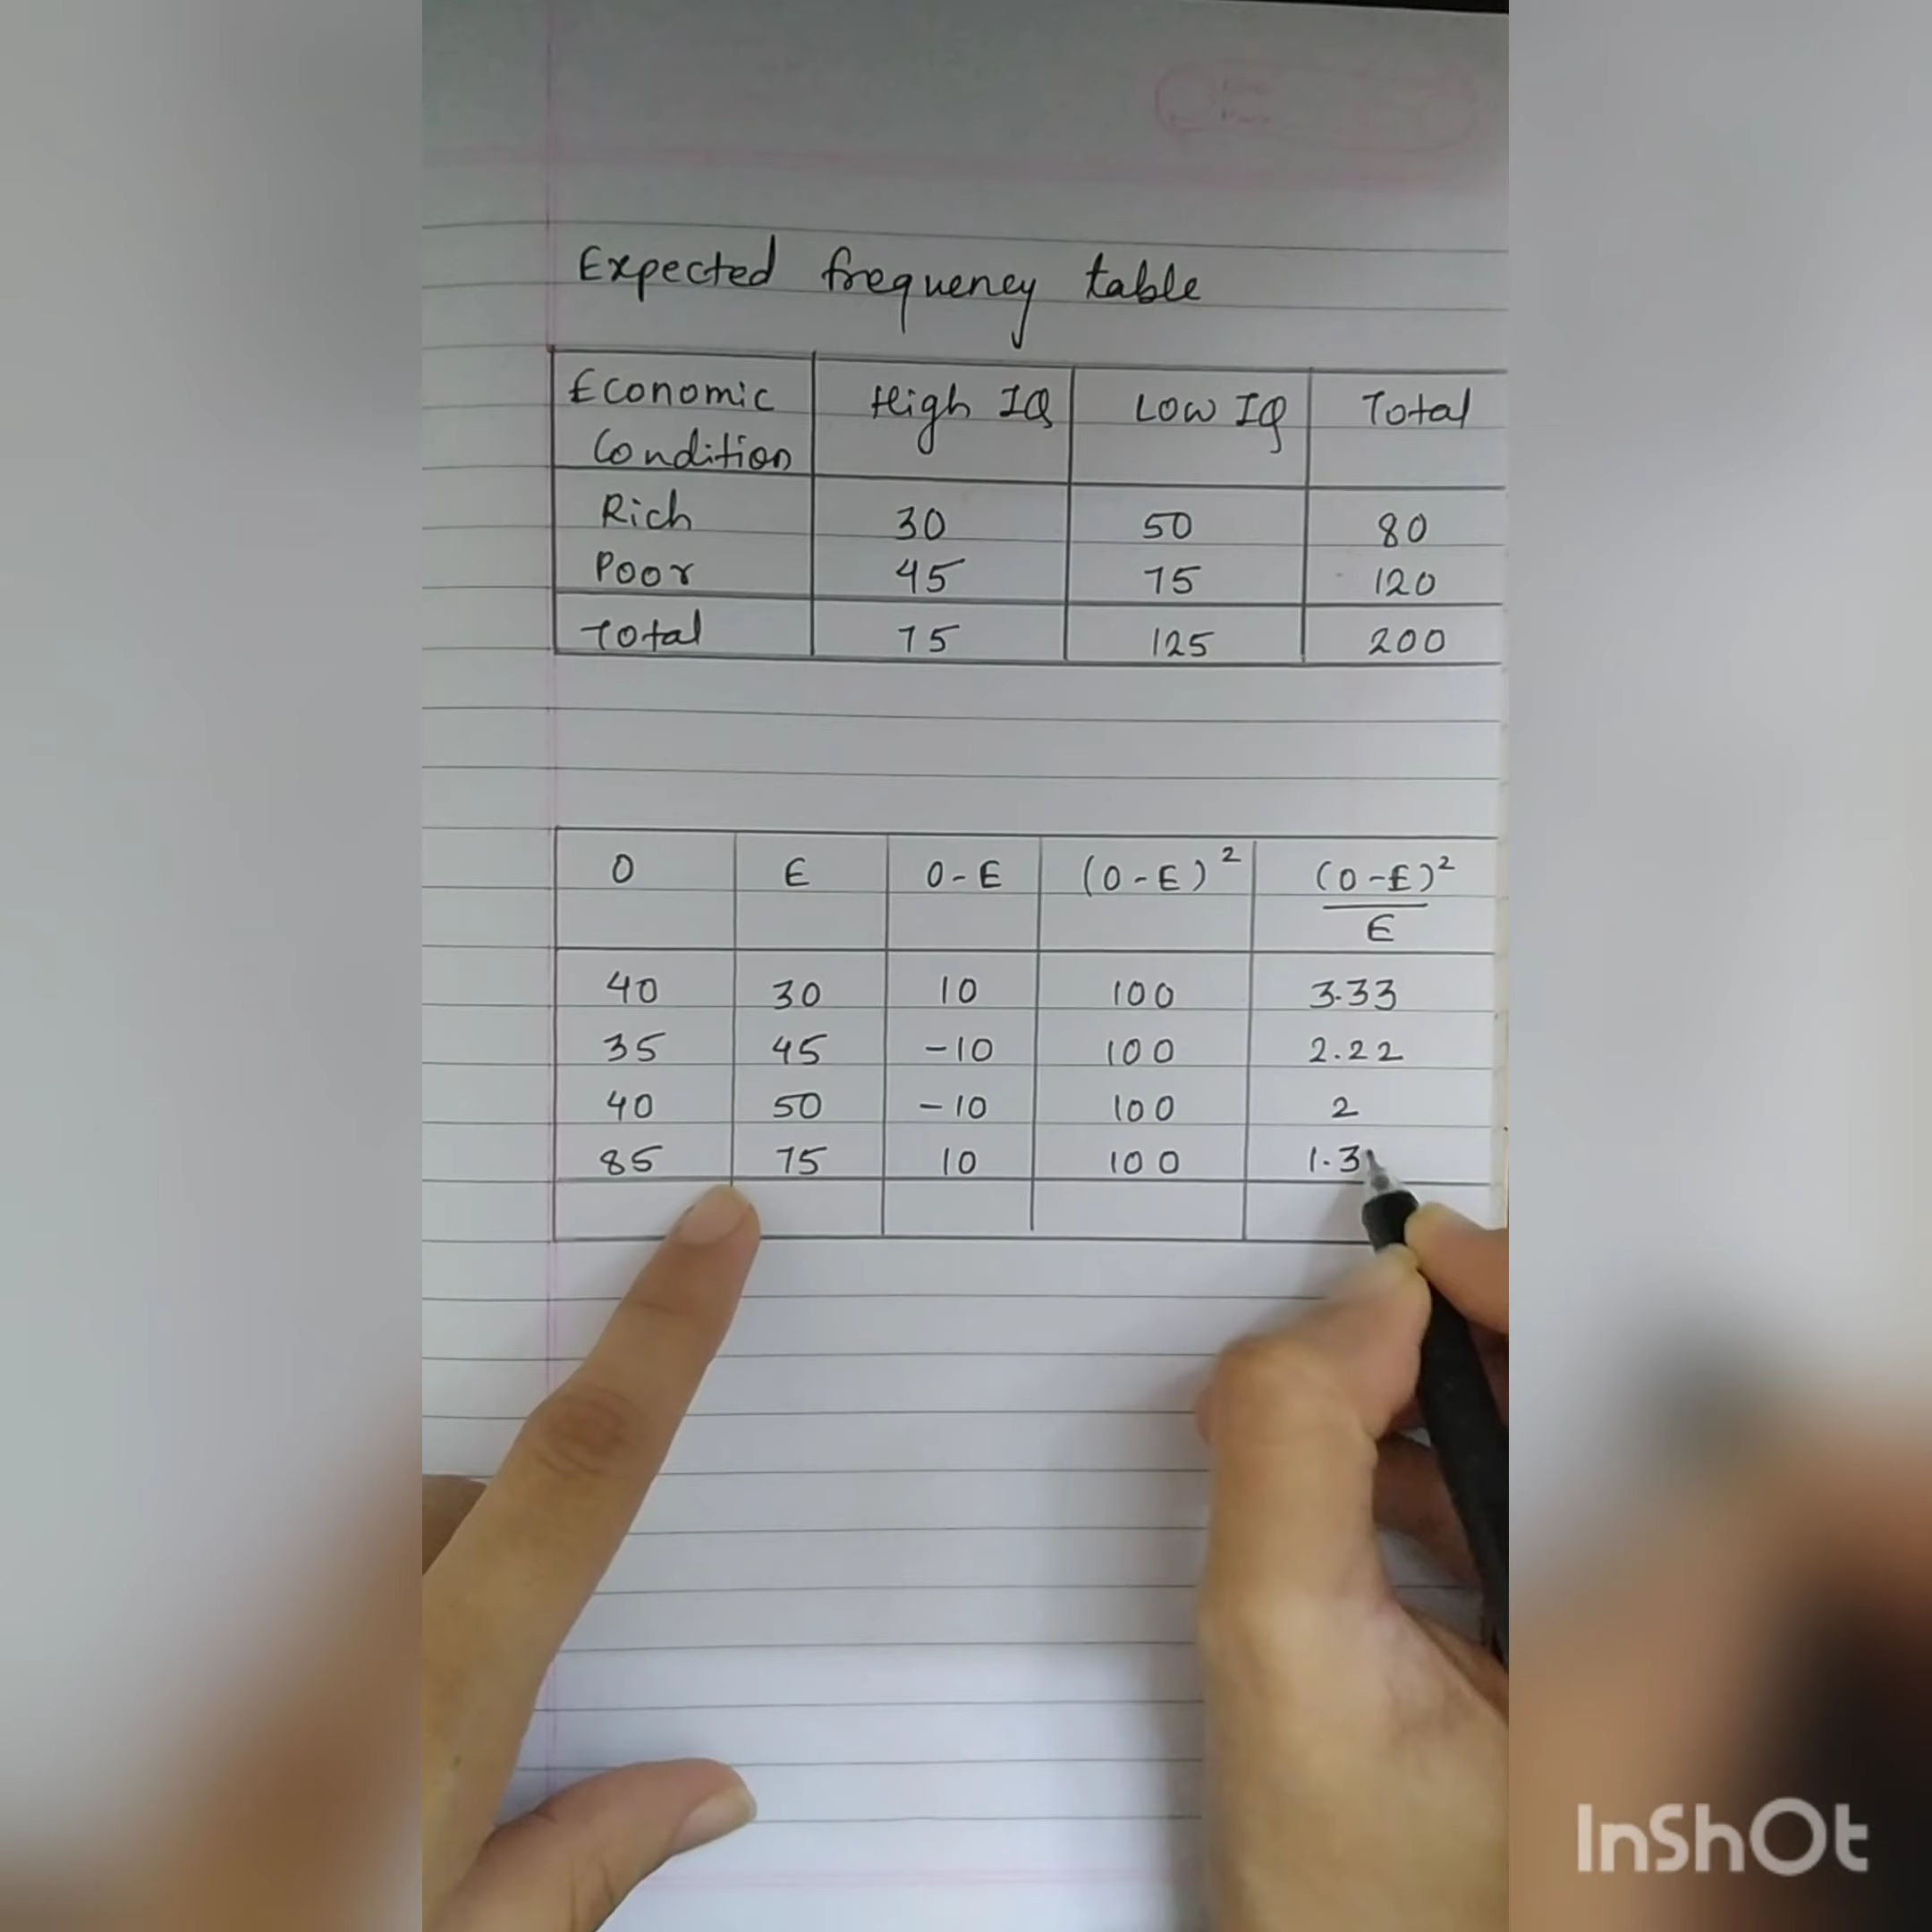 Expected frequency table
Economic Condition High IQ Low IQ Total
Rich 30 50 80
Poor 45 75 120
Total 75 125 200
O E O-E (O-E)² (O-E)²/E
40 30 10 100 3.33
35 45 -10 100 2.22
40 50 -10 100 2
85 75 10 100 1.3
InShOt